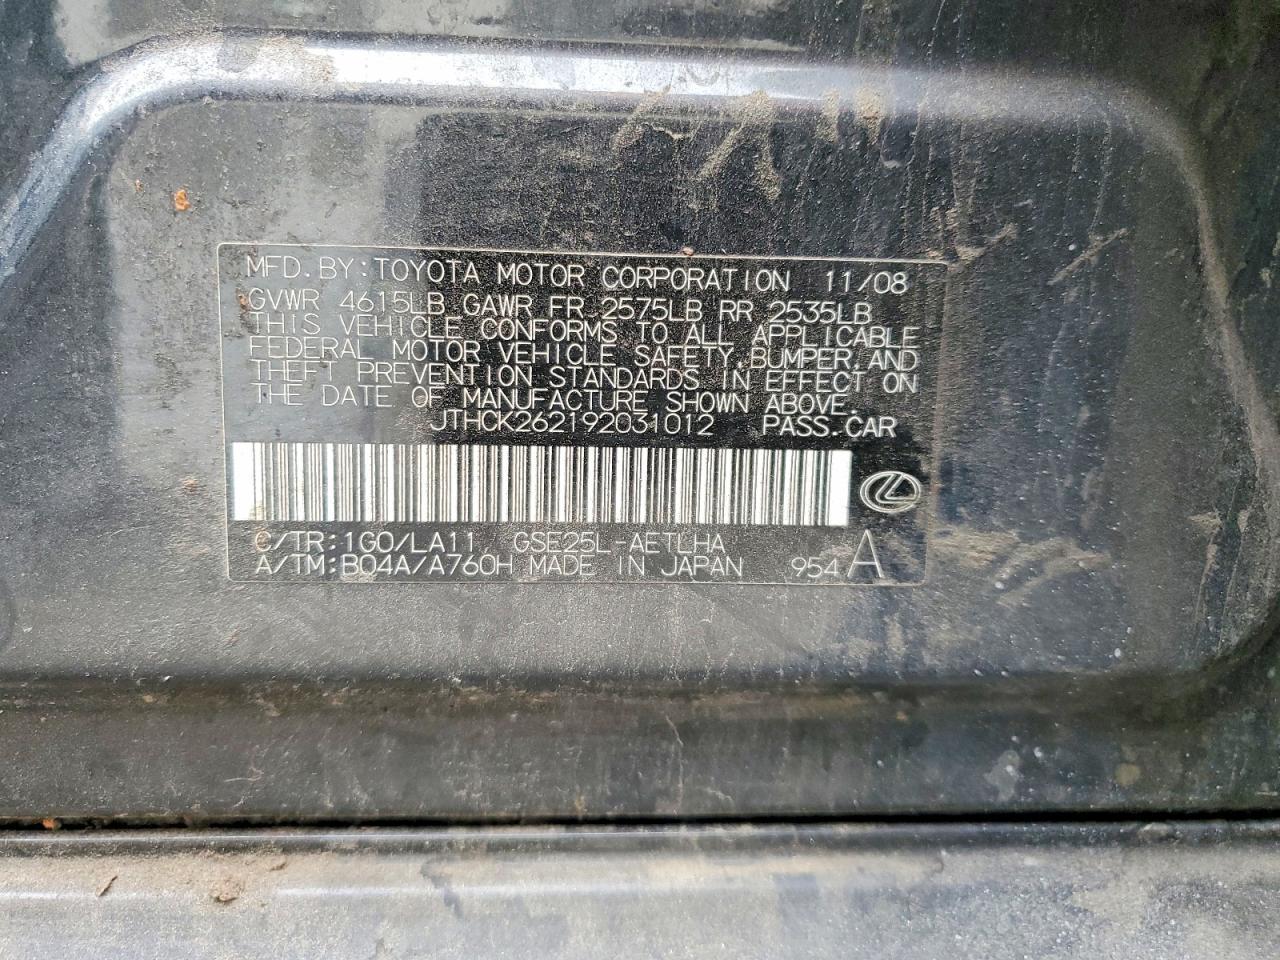 MFD. BY: TOYOTA MOTOR CORPORATION 11/08
GVWR 4615LB GAWR FR 2575LB RR 2535LB
THIS VEHICLE CONFORMS TO ALL APPLICABLE
FEDERAL MOTOR VEHICLE SAFETY, BUMPER, AND
THEFT PREVENTION STANDARDS IN EFFECT ON
THE DATE OF MANUFACTURE SHOWN ABOVE.
JTHCK262192031012 PASS. CAR
C/TR: 1G0/LA11 GSE25L-AETLHA
A/TM: B04A/A760H MADE IN JAPAN 954 A